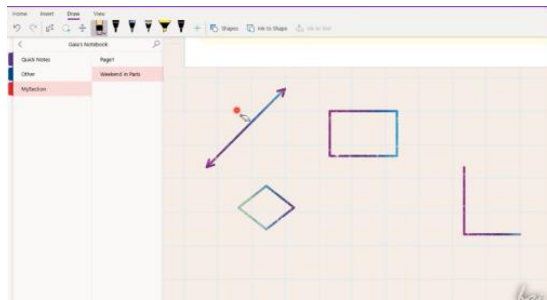 Home Insert Draw View
Shapes Ink to Shape Ink to Text
Gaia's Notebook
Quick Notes Page1
Other Weekend in Paris
MySection